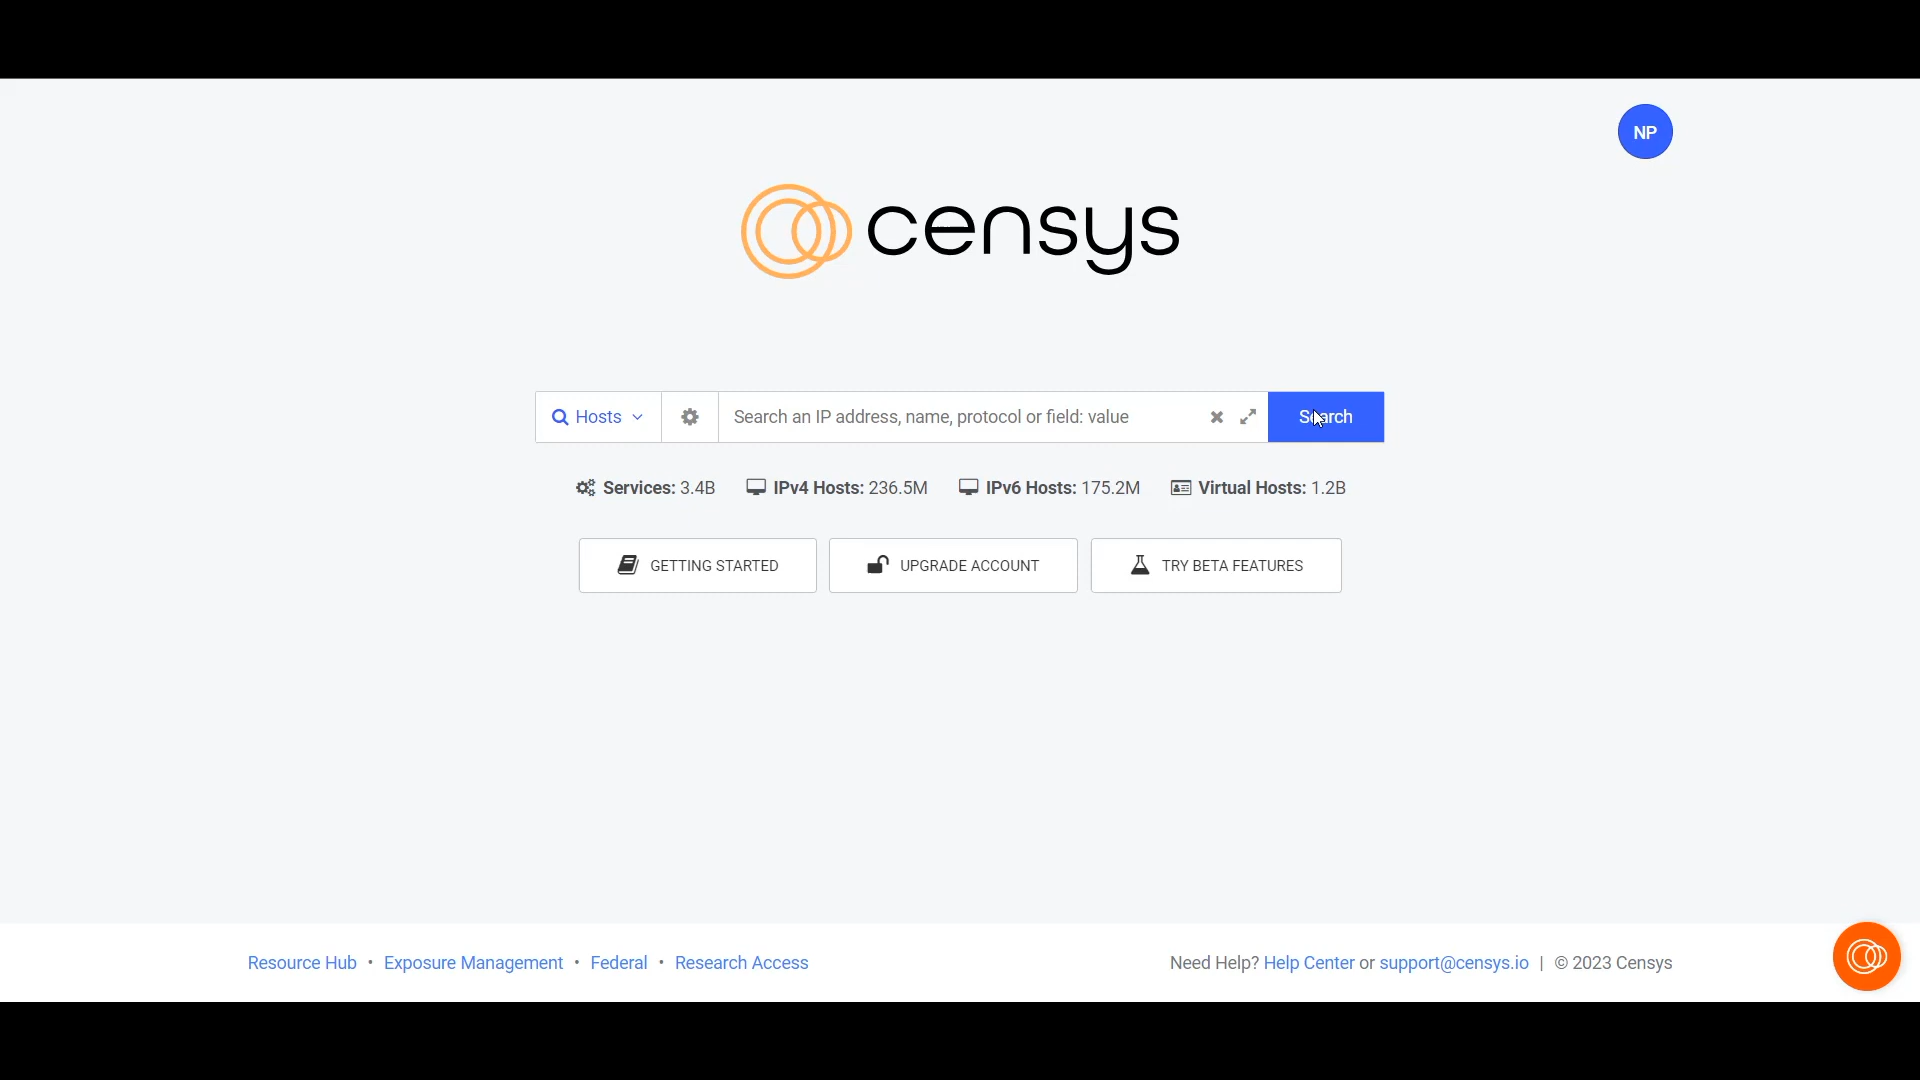 NP
censys
Hosts
Search an IP address, name, protocol or field: value
Search
Services: 3.4B IPv4 Hosts: 236.5M IPv6 Hosts: 175.2M Virtual Hosts: 1.2B
GETTING STARTED
UPGRADE ACCOUNT
TRY BETA FEATURES
Resource Hub • Exposure Management • Federal • Research Access
Need Help? Help Center or support@censys.io | © 2023 Censys